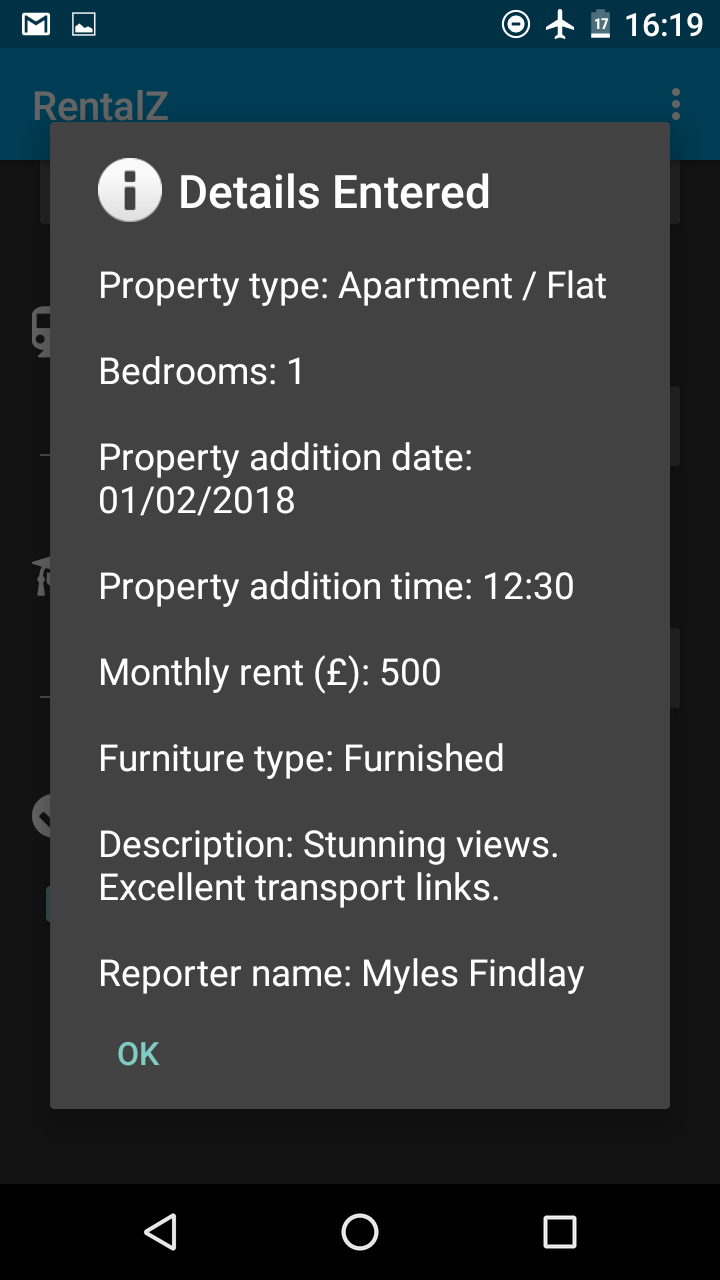 17 16:19
RentalZ
Details Entered
Property type: Apartment / Flat
Bedrooms: 1
Property addition date:
01/02/2018
Property addition time: 12:30
Monthly rent (£): 500
Furniture type: Furnished
Description: Stunning views.
Excellent transport links.
Reporter name: Myles Findlay
OK